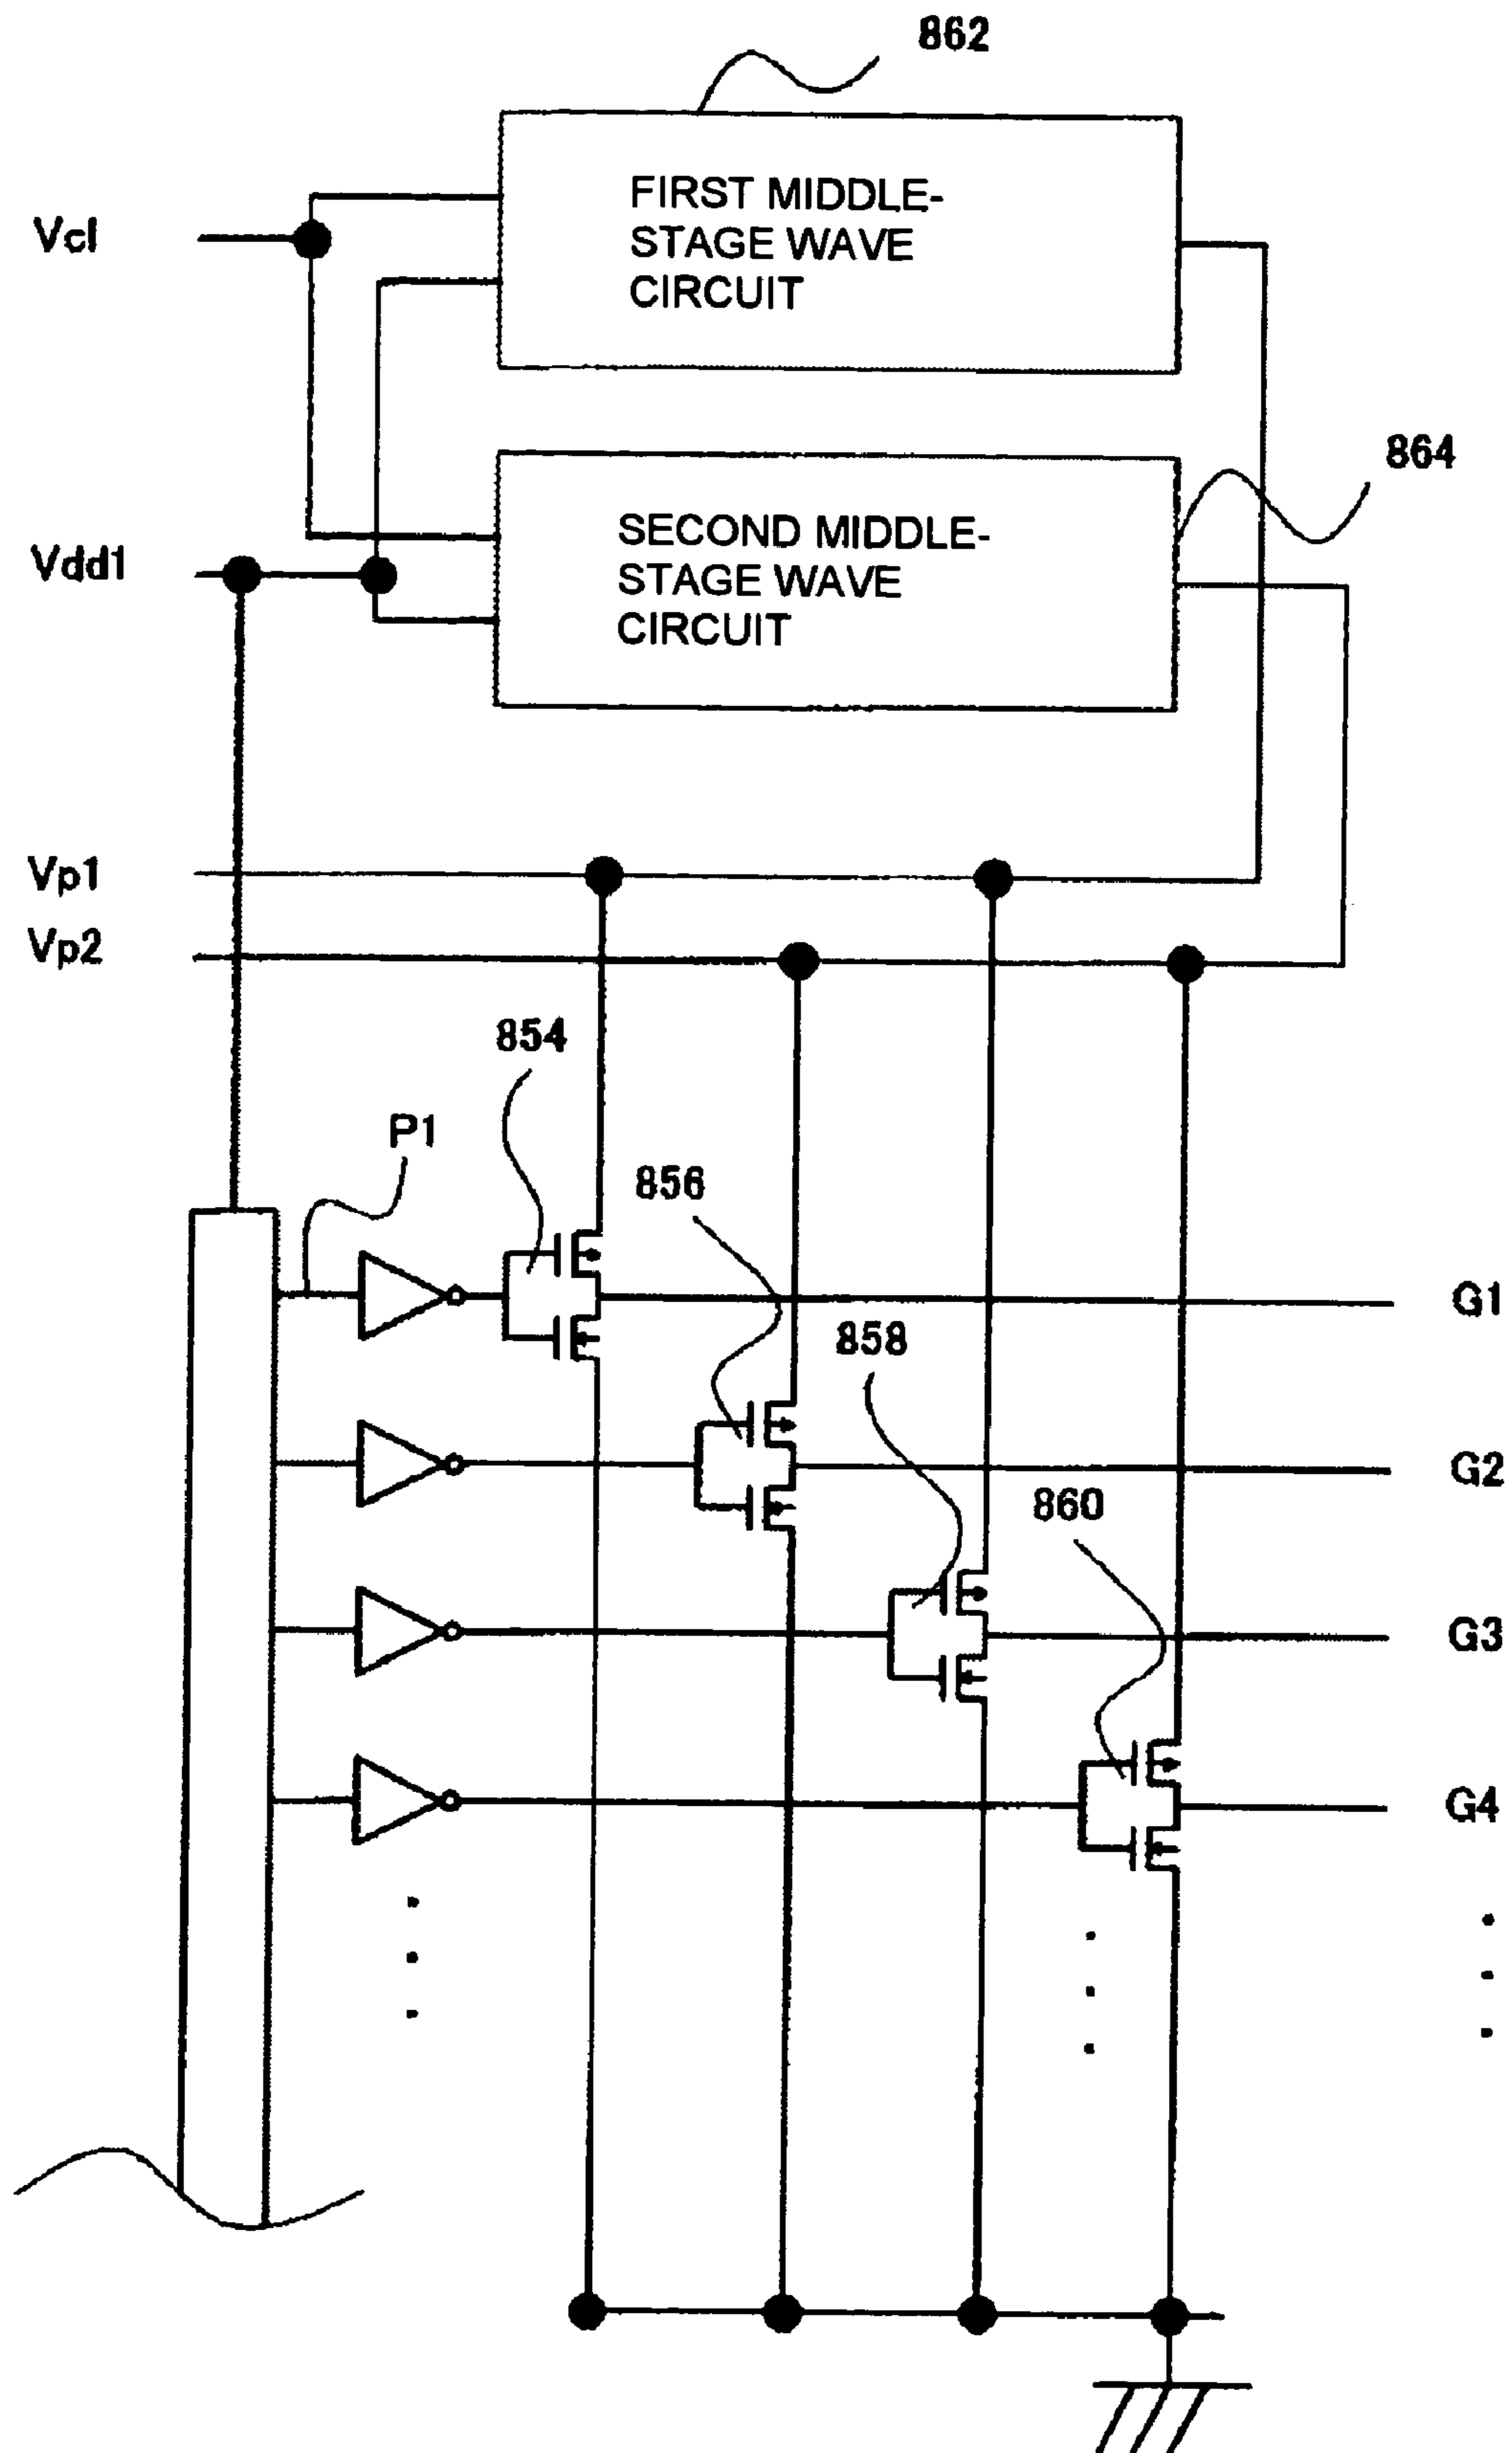 862
Vcl
FIRST MIDDLE-
STAGE WAVE
CIRCUIT
864
Vdd1
SECOND MIDDLE-
STAGE WAVE
CIRCUIT
Vp1
Vp2
854
P1
856
G1
858
G2
860
G3
G4